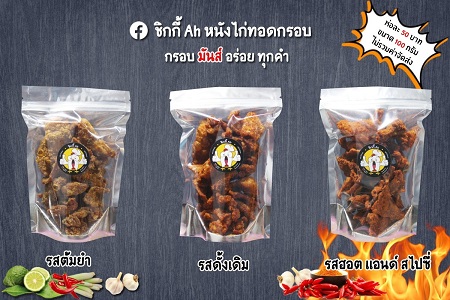 ชิกกี้ Ah หนังไก่ทอดกรอบ
กรอบ มันส์ อร่อย ทุกคำ
ห่อละ 50 บาท
ขนาด 100 กรัม
ไม่รวมค่าจัดส่ง
รสต้มยำ
รสดั้งเดิม
รสฮอต แอนด์ สไปซี่